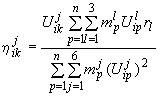 η_{ik}^{j} = \frac{U_{ik}^{j} \sum_{p=1}^{n} \sum_{l=1}^{3} m_{p}^{l} U_{ip}^{l} r_{l}}{\sum_{p=1}^{n} \sum_{j=1}^{6} m_{p}^{j} (U_{ip}^{j})^{2}}